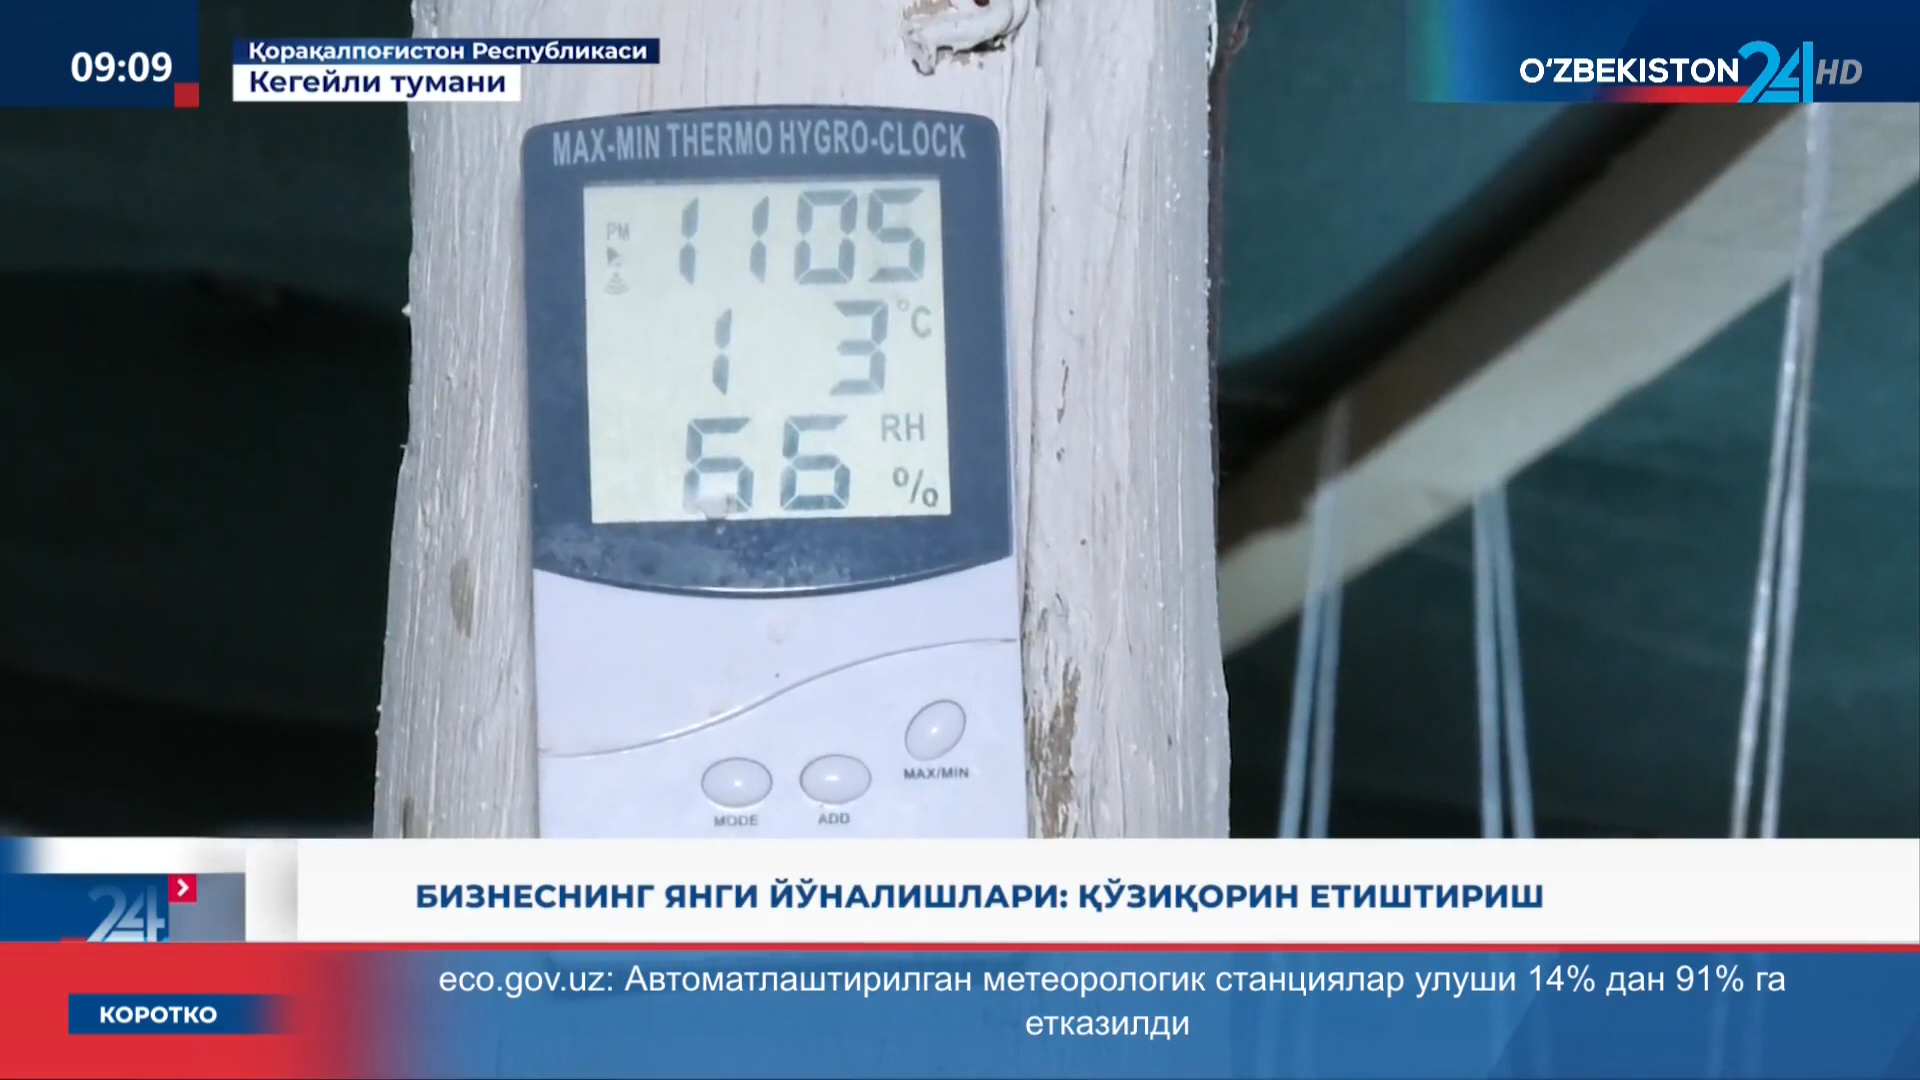 09:09
Қорақалпоғистон Республикаси
Кегейли тумани
O‘ZBEKISTON 24 HD
MAX-MIN THERMO HYGRO-CLOCK
PM 1105
1 3 °C
66 RH %
MAX/MIN
MODE ADD
24
БИЗНЕСНИНГ ЯНГИ ЙЎНАЛИШЛАРИ: ҚЎЗИҚОРИН ЕТИШТИРИШ
КОРОТКО
eco.gov.uz: Автоматлаштирилган метеорологик станциялар улуши 14% дан 91% га
етказилди